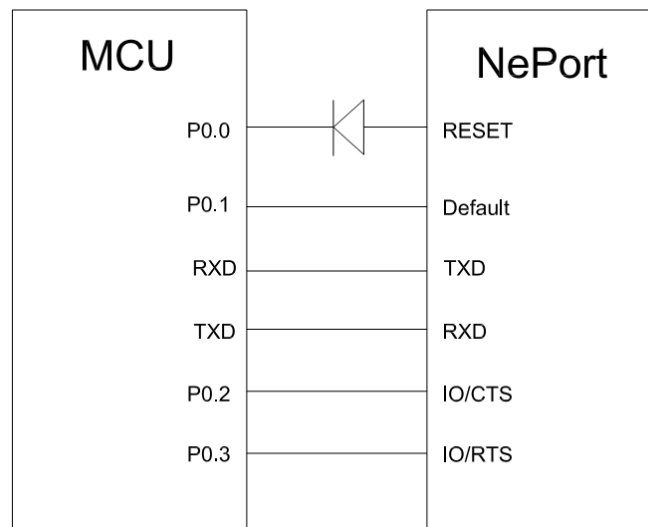 MCU
NePort
P0.0
RESET
P0.1
Default
RXD
TXD
TXD
RXD
P0.2
IO/CTS
P0.3
IO/RTS